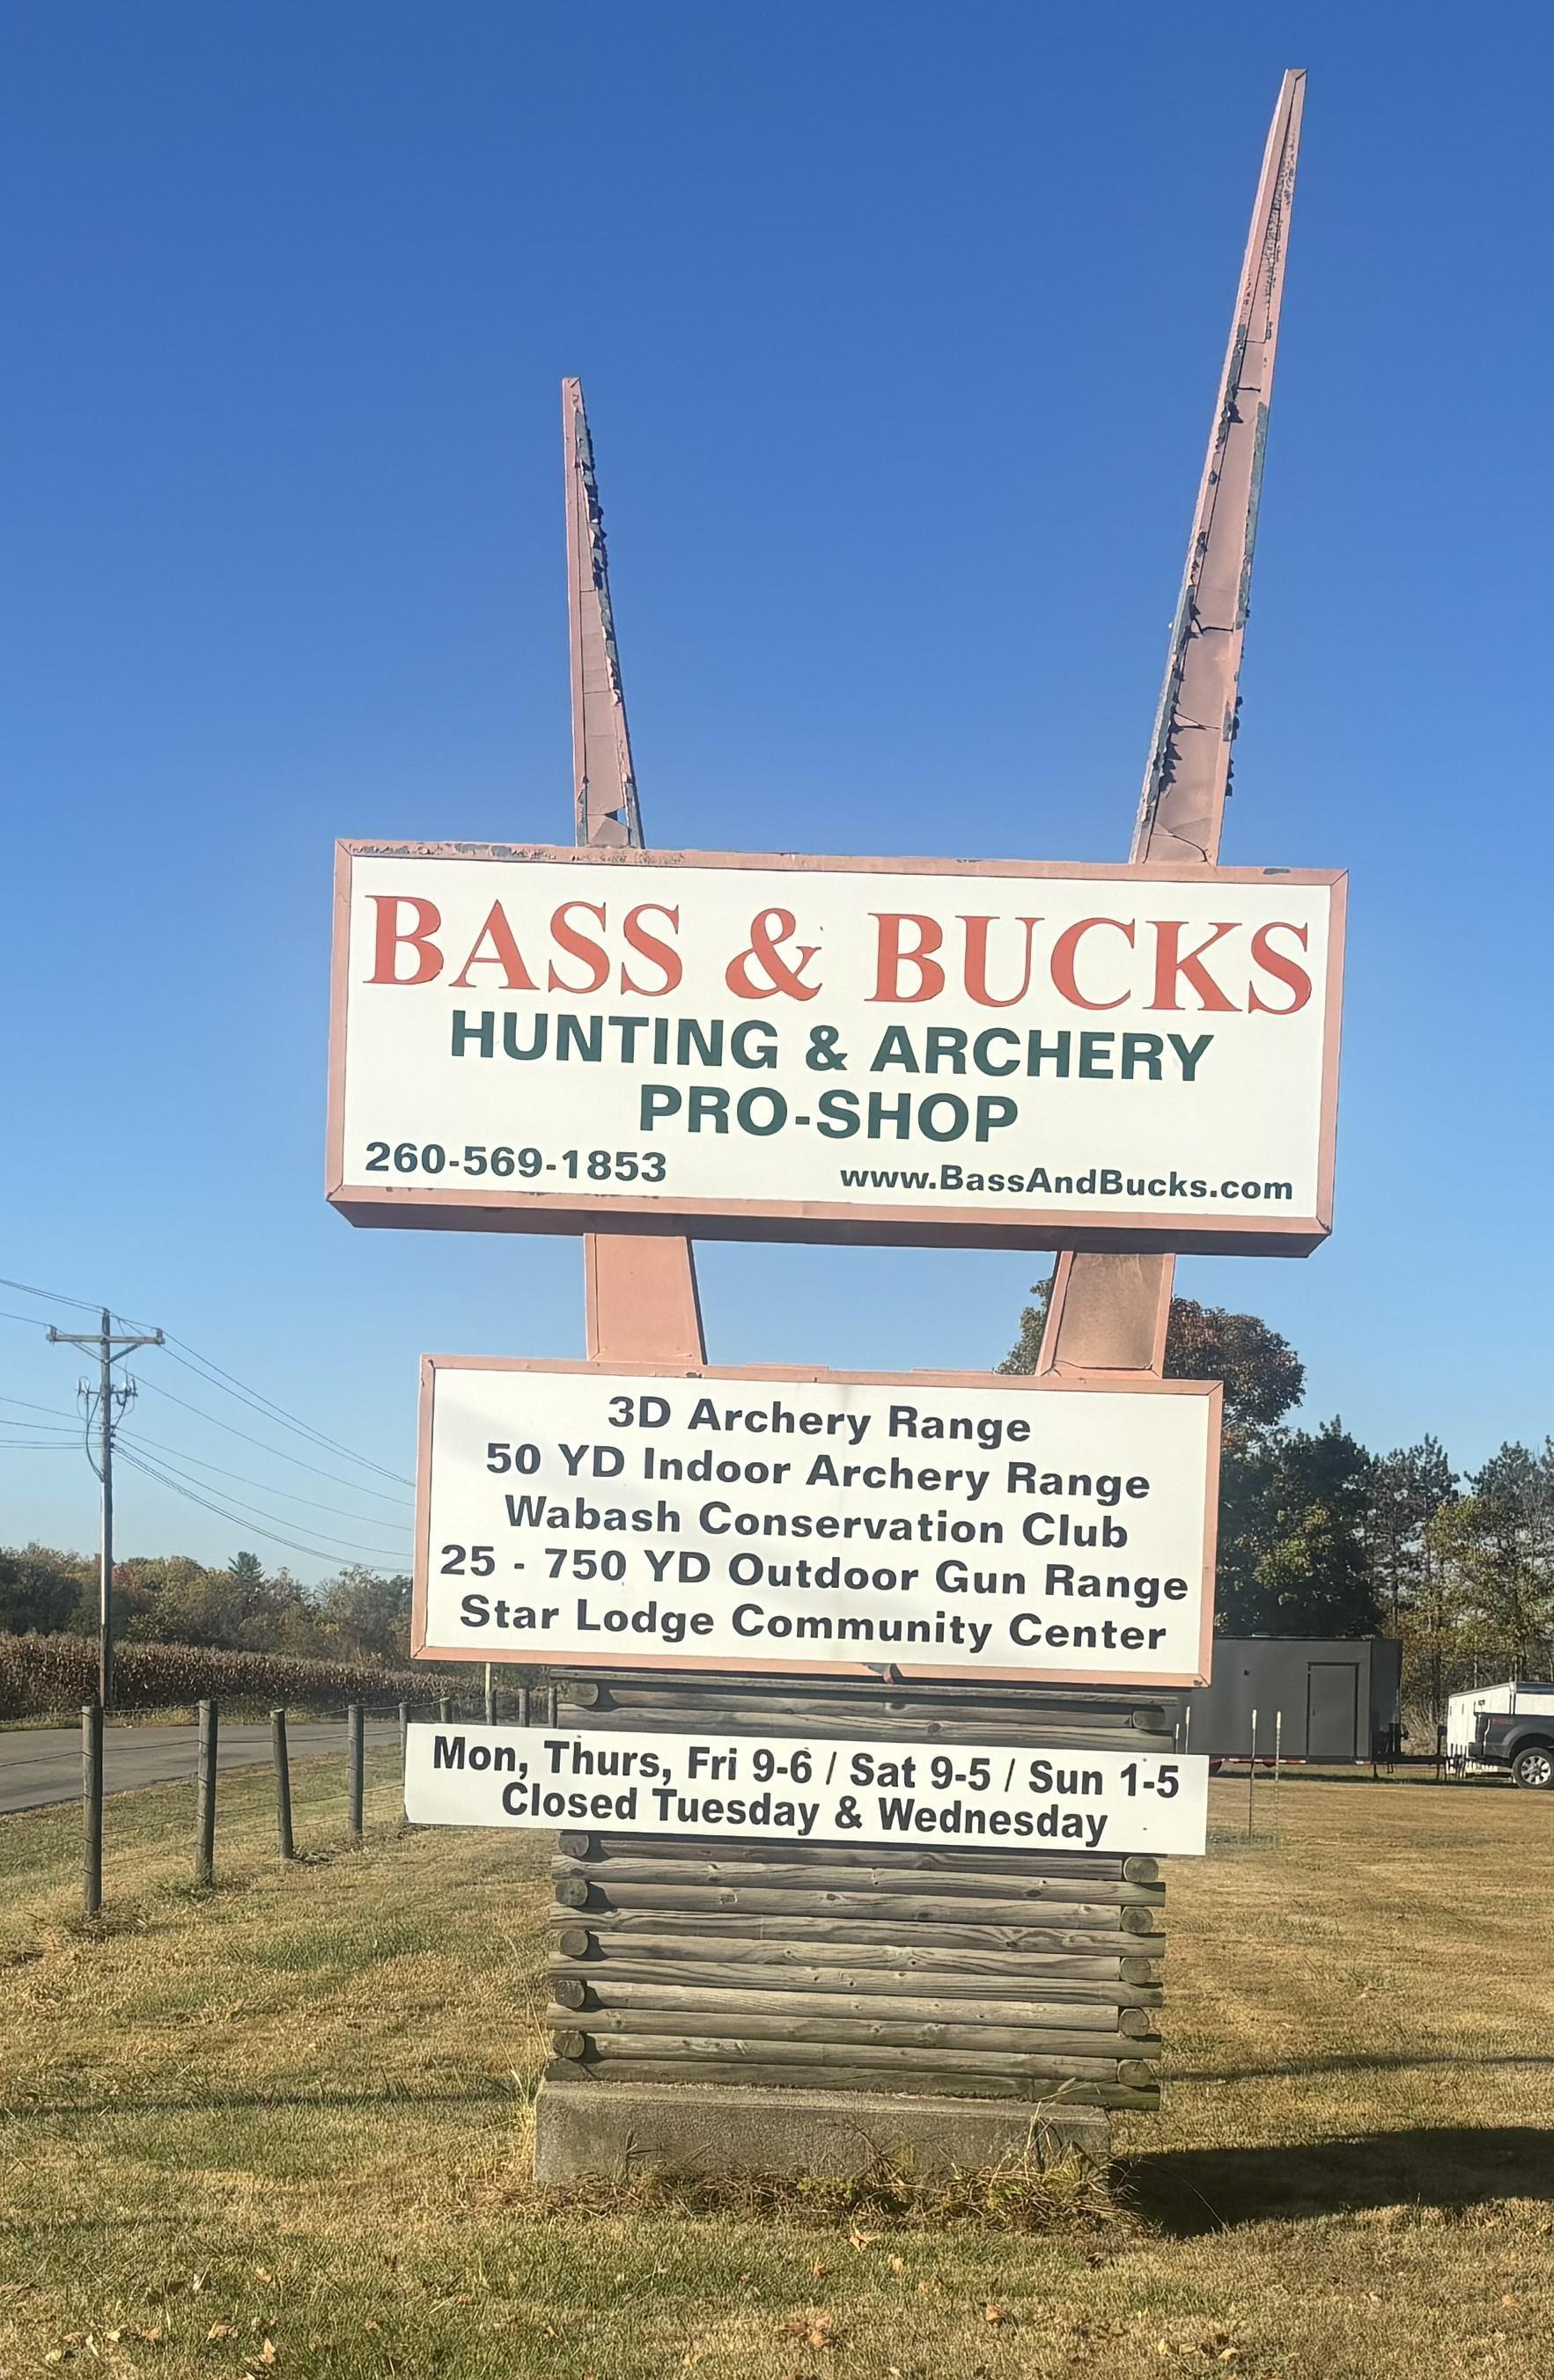 BASS & BUCKS
HUNTING & ARCHERY
PRO-SHOP
260-569-1853
www.BassAndBucks.com
3D Archery Range
50 YD Indoor Archery Range
Wabash Conservation Club
25 - 750 YD Outdoor Gun Range
Star Lodge Community Center
Mon, Thurs, Fri 9-6 / Sat 9-5 / Sun 1-5
Closed Tuesday & Wednesday